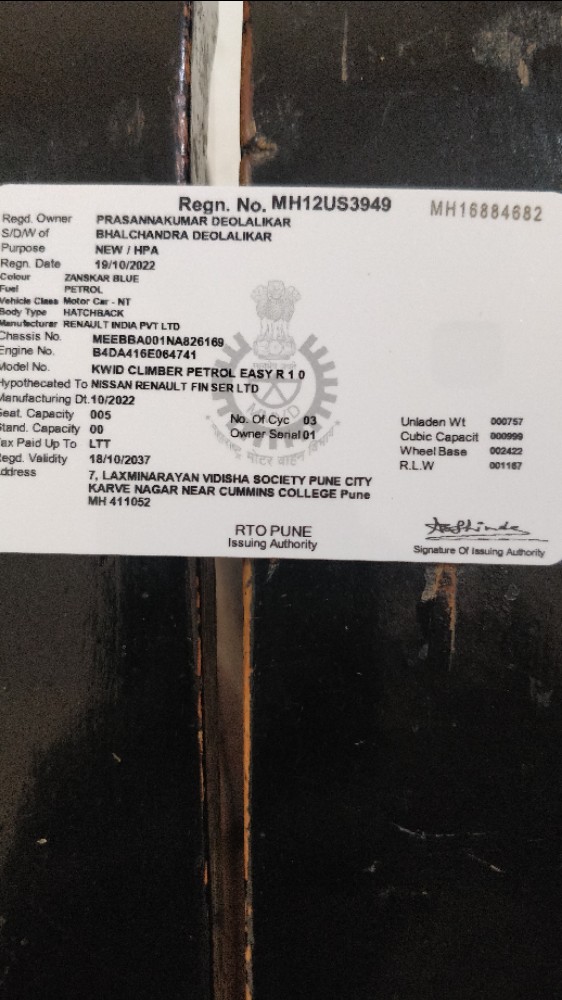 Regn. No. MH12US3949 MH16884682
Regd. Owner PRASANNAKUMAR DEOLALIKAR
S/D/W of BHALCHANDRA DEOLALIKAR
Purpose NEW / HPA
Regn. Date 19/10/2022
Colour ZANSKAR BLUE
Fuel PETROL
Vehicle Class Motor Car - NT
Body Type HATCHBACK
Manufacturer RENAULT INDIA PVT LTD
Chassis No. MEEBBA001NA826169
Engine No. B4DA416E064741
Model No. KWID CLIMBER PETROL EASY R 1 0
Hypothecated To NISSAN RENAULT FIN SER LTD
Manufacturing Dt. 10/2022
Seat. Capacity 005 No. Of Cyc 03 Unladen Wt 000757
Stand. Capacity 00 Owner Serial 01 Cubic Capacit 000999
ax Paid Up To LTT Wheel Base 002422
egd. Validity 18/10/2037 R.L.W 001167
ddress 7, LAXMINARAYAN VIDISHA SOCIETY PUNE CITY
KARVE NAGAR NEAR CUMMINS COLLEGE Pune
MH 411052
मोटर वाहन विभाग
RTO PUNE
Issuing Authority
Signature Of Issuing Authority